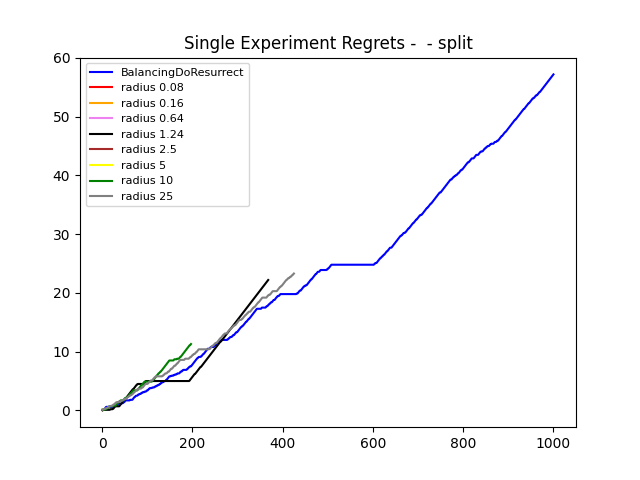 Single Experiment Regrets -  - split
60
50
40
30
20
10
0
BalancingDoResurrect
radius 0.08
radius 0.16
radius 0.64
radius 1.24
radius 2.5
radius 5
radius 10
radius 25
0 200 400 600 800 1000